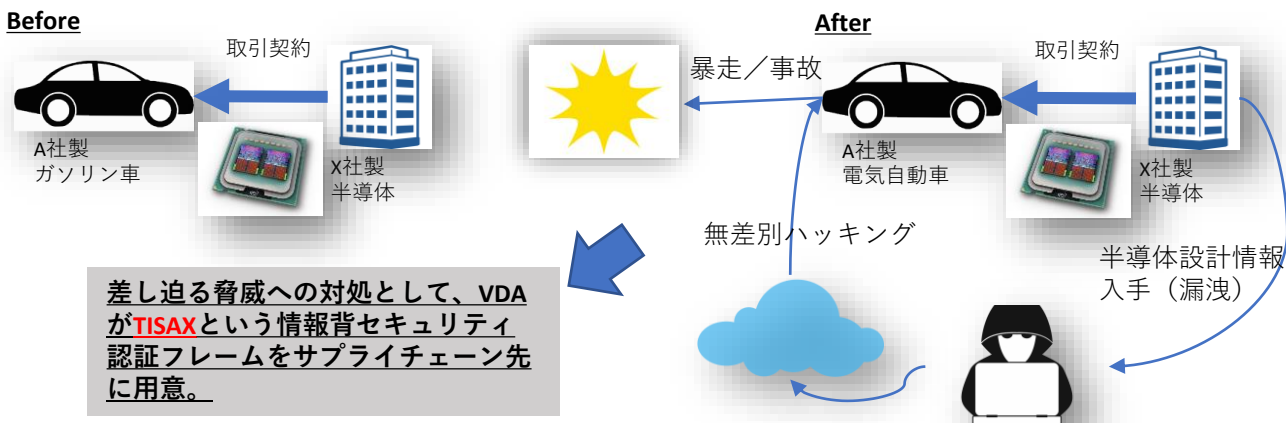 Before
取引契約
A社製
ガソリン車
X社製
半導体
After
暴走／事故
取引契約
A社製
電気自動車
X社製
半導体
無差別ハッキング
半導体設計情報
入手（漏洩）
差し迫る脅威への対処として、VDA
がTISAXという情報背セキュリティ
認証フレームをサプライチェーン先
に用意。